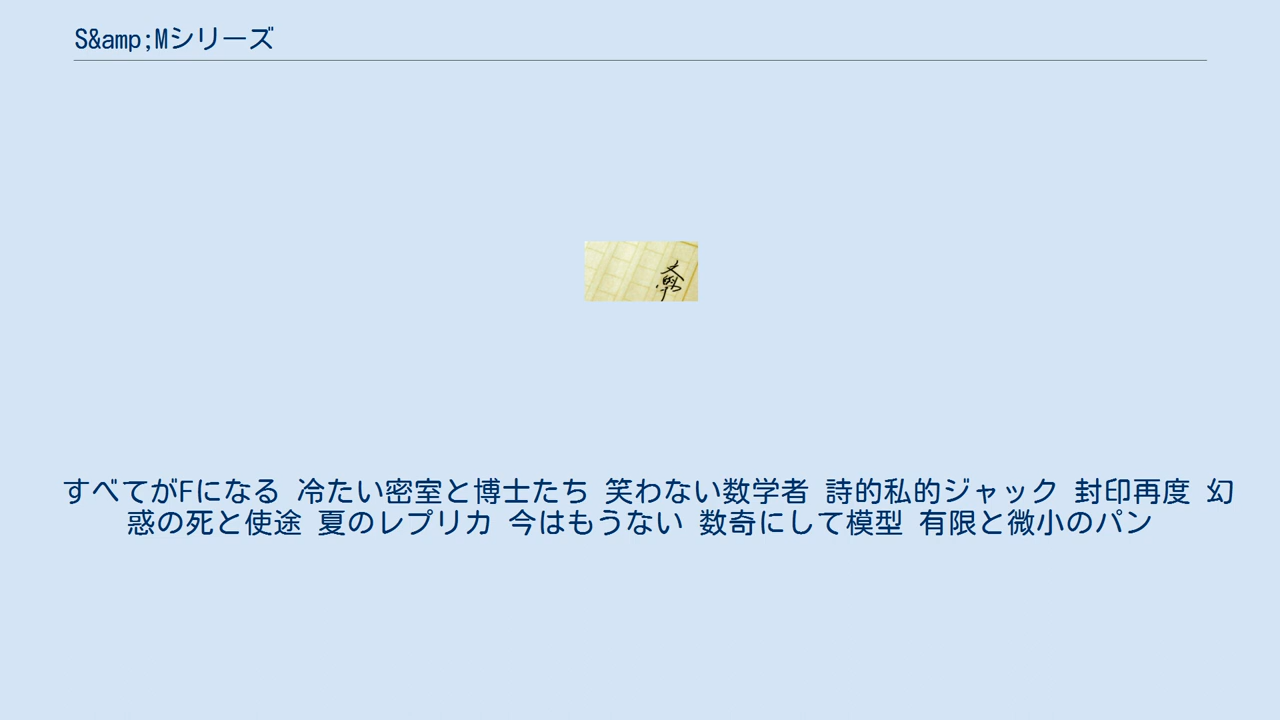 S&amp;Mシリーズ
すべてがFになる 冷たい密室と博士たち 笑わない数学者 詩的私的ジャック 封印再度 幻
惑の死と使途 夏のレプリカ 今はもうない 数奇にして模型 有限と微小のパン